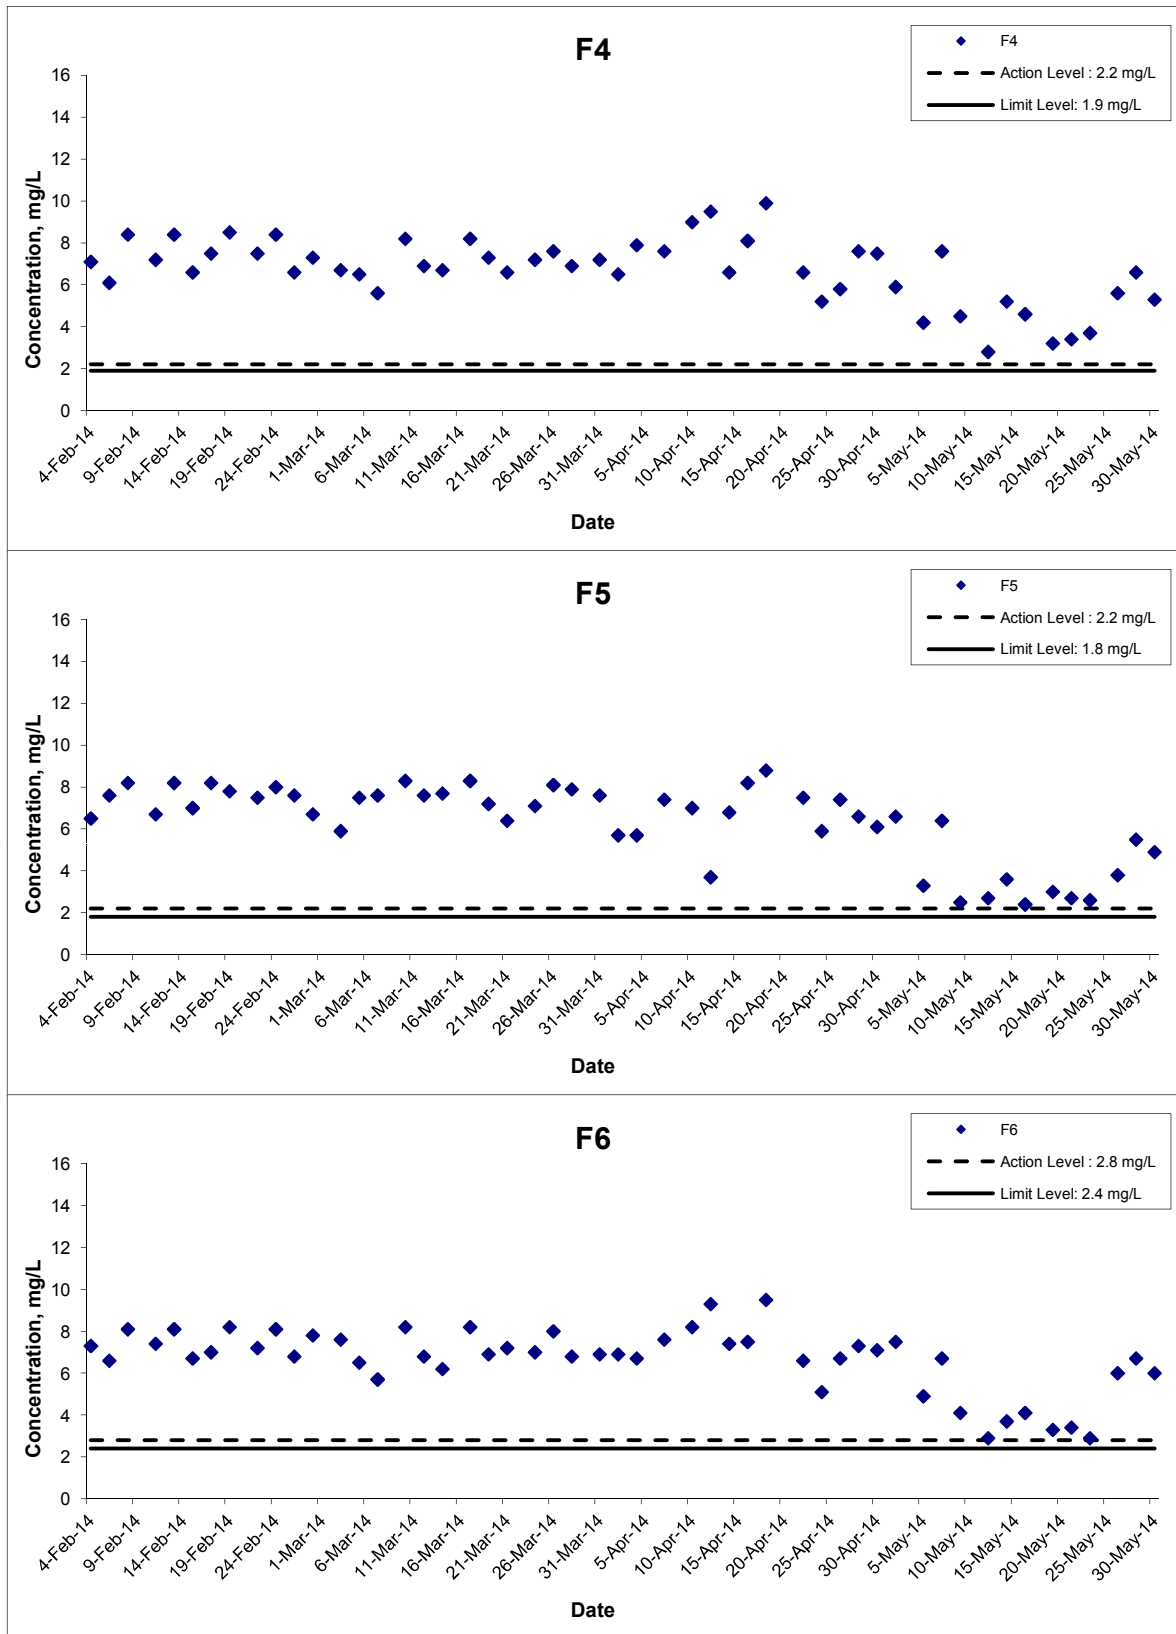 F4
F4
Action Level : 2.2 mg/L
Limit Level: 1.9 mg/L
Concentration, mg/L
16
14
12
10
8
6
4
2
0
4-Feb-14
9-Feb-14
14-Feb-14
19-Feb-14
24-Feb-14
1-Mar-14
6-Mar-14
11-Mar-14
16-Mar-14
21-Mar-14
26-Mar-14
31-Mar-14
5-Apr-14
10-Apr-14
15-Apr-14
20-Apr-14
25-Apr-14
30-Apr-14
5-May-14
10-May-14
15-May-14
20-May-14
25-May-14
30-May-14
Date
F5
F5
Action Level : 2.2 mg/L
Limit Level: 1.8 mg/L
Concentration, mg/L
16
14
12
10
8
6
4
2
0
4-Feb-14
9-Feb-14
14-Feb-14
19-Feb-14
24-Feb-14
1-Mar-14
6-Mar-14
11-Mar-14
16-Mar-14
21-Mar-14
26-Mar-14
31-Mar-14
5-Apr-14
10-Apr-14
15-Apr-14
20-Apr-14
25-Apr-14
30-Apr-14
5-May-14
10-May-14
15-May-14
20-May-14
25-May-14
30-May-14
Date
F6
F6
Action Level : 2.8 mg/L
Limit Level: 2.4 mg/L
Concentration, mg/L
16
14
12
10
8
6
4
2
0
4-Feb-14
9-Feb-14
14-Feb-14
19-Feb-14
24-Feb-14
1-Mar-14
6-Mar-14
11-Mar-14
16-Mar-14
21-Mar-14
26-Mar-14
31-Mar-14
5-Apr-14
10-Apr-14
15-Apr-14
20-Apr-14
25-Apr-14
30-Apr-14
5-May-14
10-May-14
15-May-14
20-May-14
25-May-14
30-May-14
Date